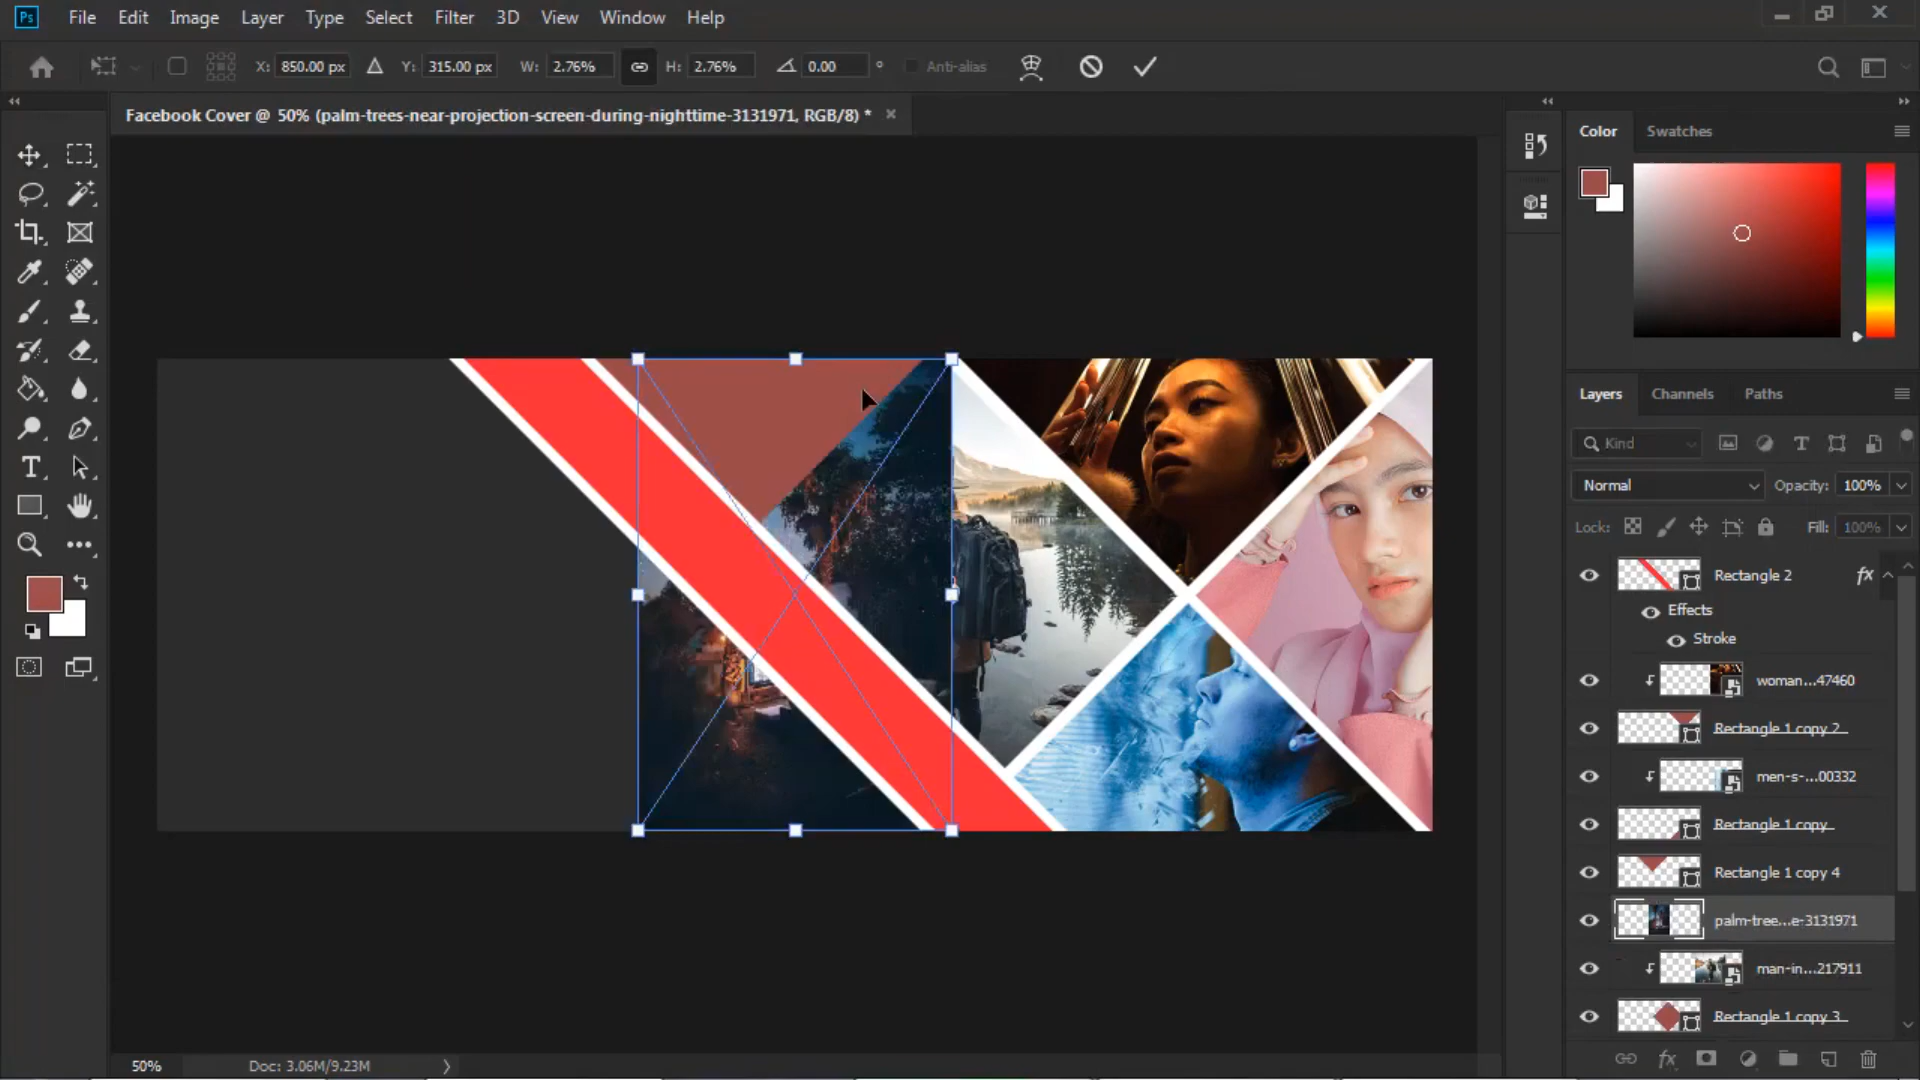 Ps File Edit Image Layer Type Select Filter 3D View Window Help
X: 850.00 px Y: 315.00 px W: 2.76% H: 2.76% 0.00 ° Anti-alias
Facebook Cover @ 50% (palm-trees-near-projection-screen-during-nighttime-3131971, RGB/8) *
Color Swatches
Layers Channels Paths
Kind
Normal Opacity: 100%
Lock: Fill: 100%
Rectangle 2 fx
Effects
Stroke
woman...47460
Rectangle 1 copy 2
men-s-...00332
Rectangle 1 copy
Rectangle 1 copy 4
palm-tree...e-3131971
man-in...217911
Rectangle 1 copy 3
50% Doc: 3.06M/9.23M
fx